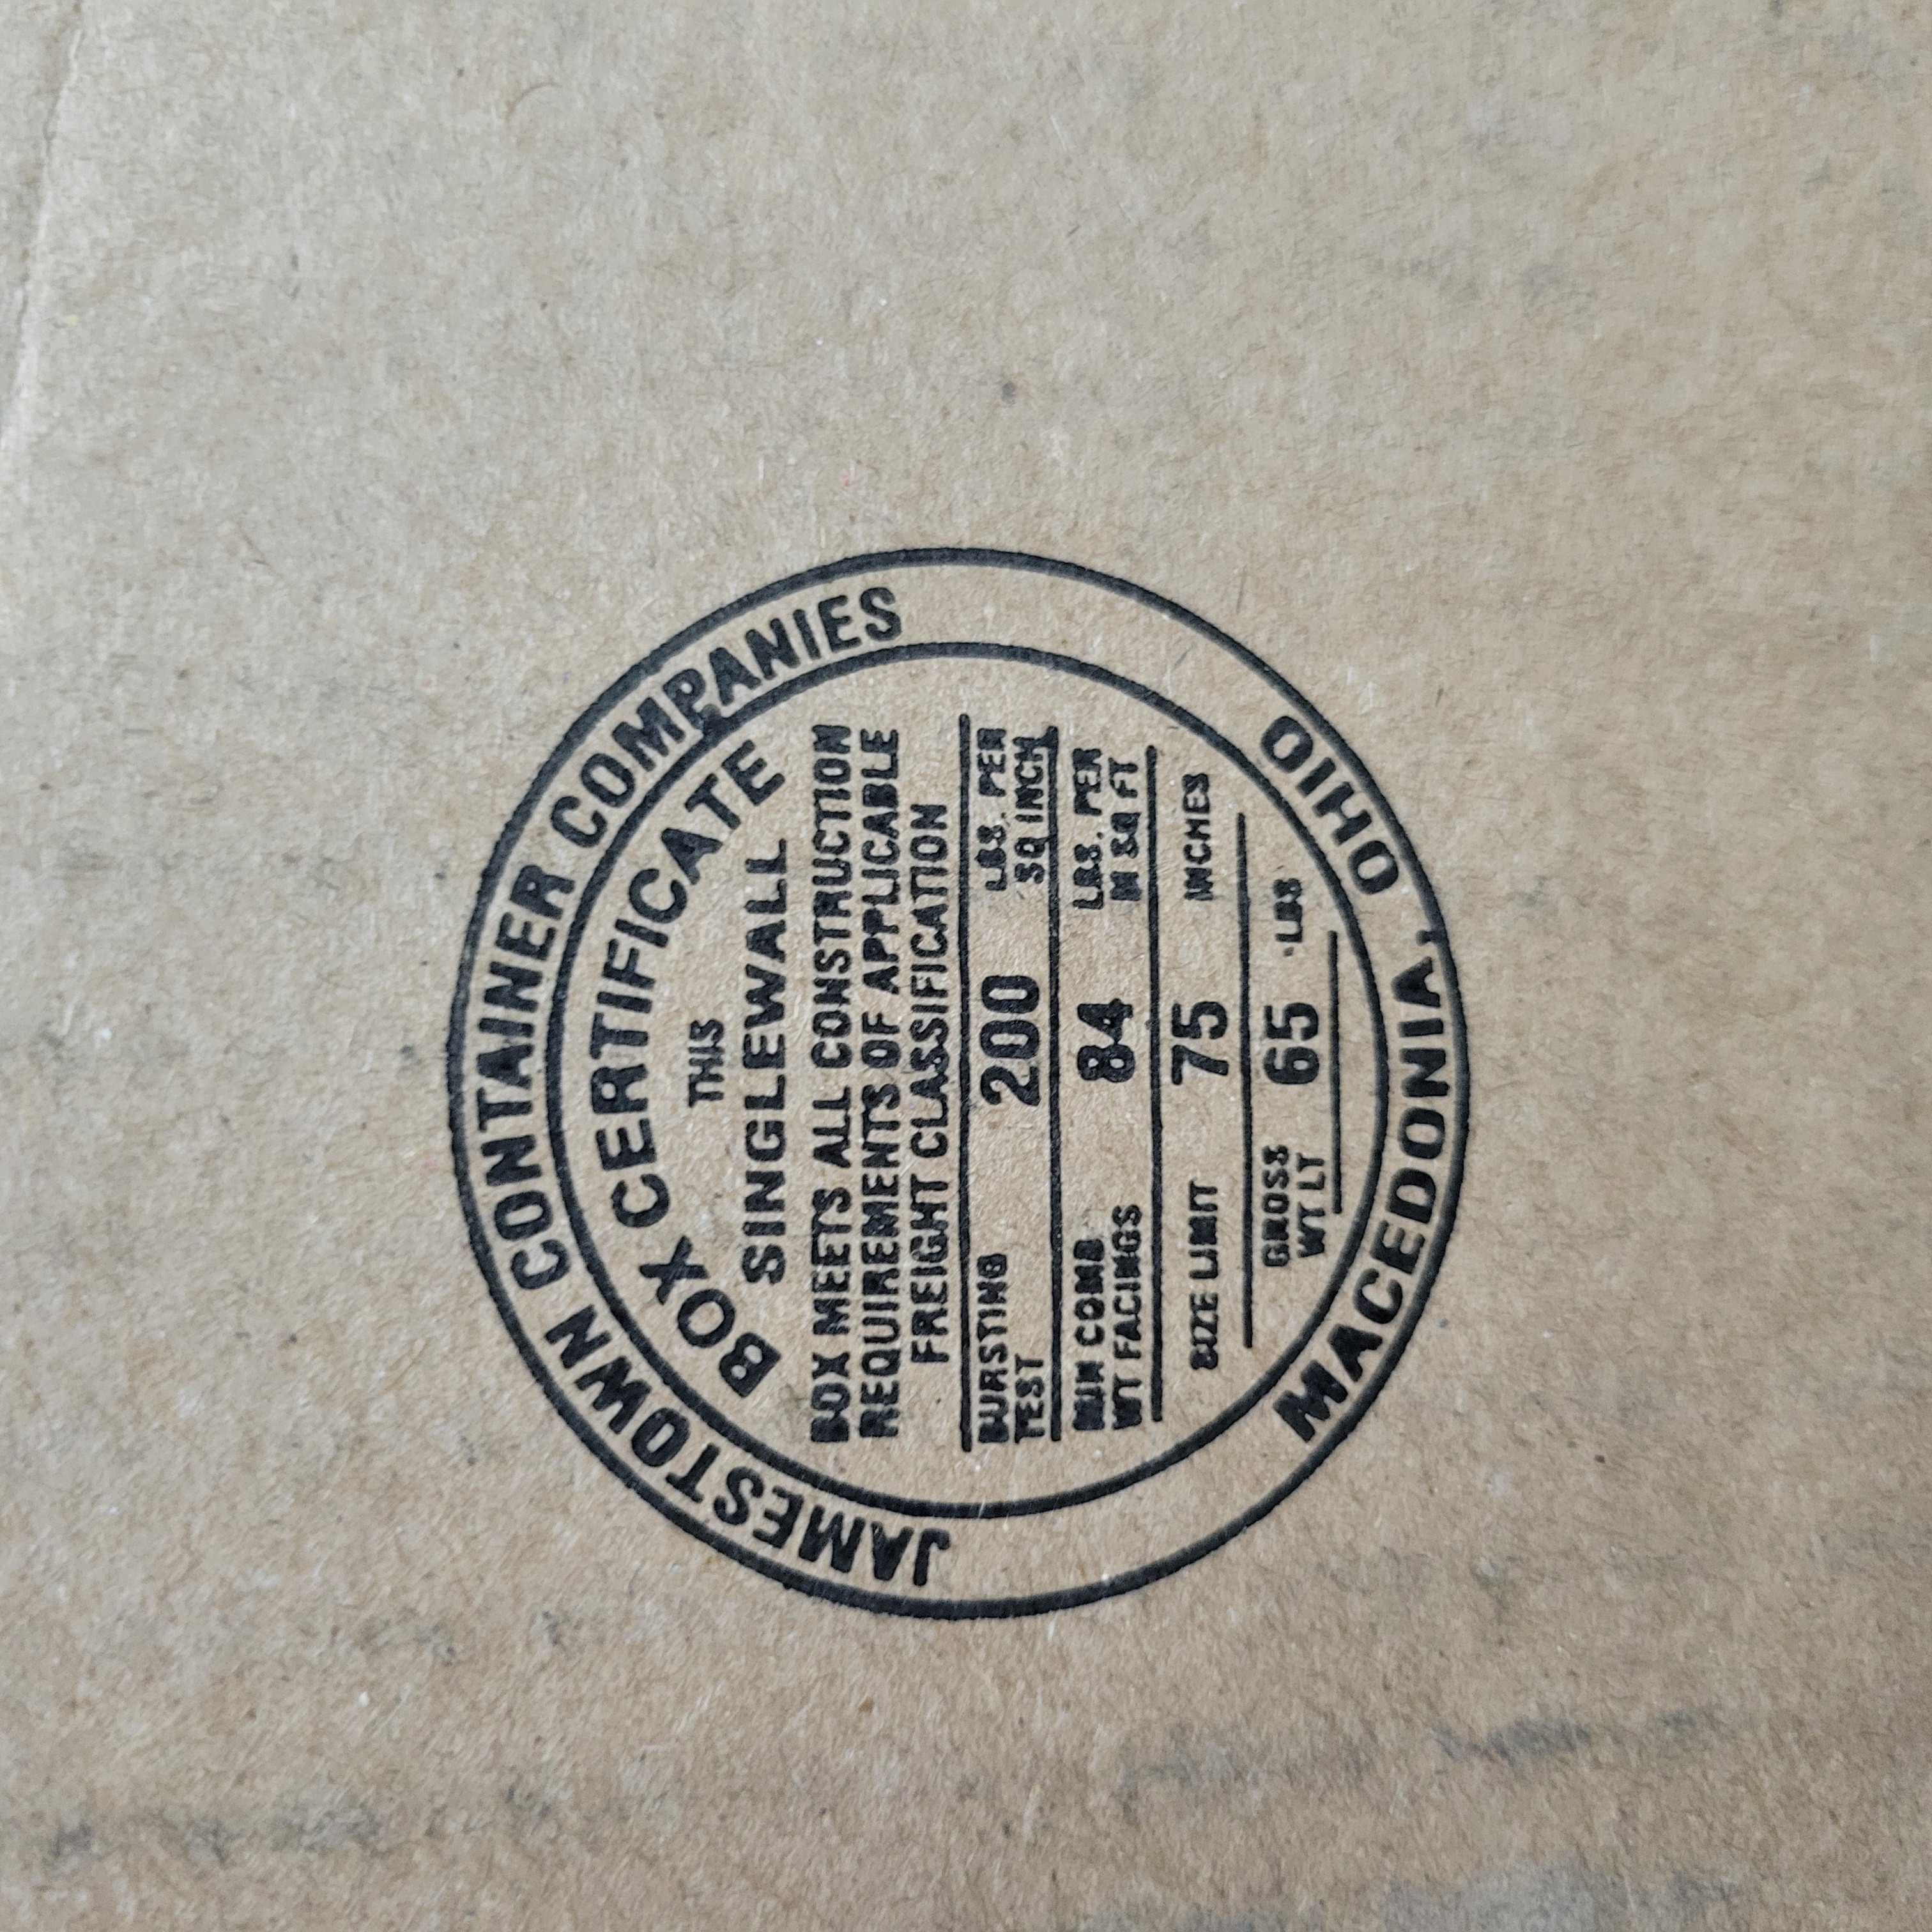 JAMESTOWN CONTAINER COMPANIES
BOX CERTIFICATE
THIS
SINGLEWALL
BOX MEETS ALL CONSTRUCTION
REQUIREMENTS OF APPLICABLE
FREIGHT CLASSIFICATION
BURSTING TEST 200 LBS. PER SQ INCH
MIN COMB WT FACINGS 84 LBS. PER M SQ FT
SIZE LIMIT 75 INCHES
GROSS WT LT 65 LBS
MACEDONIA, OHIO